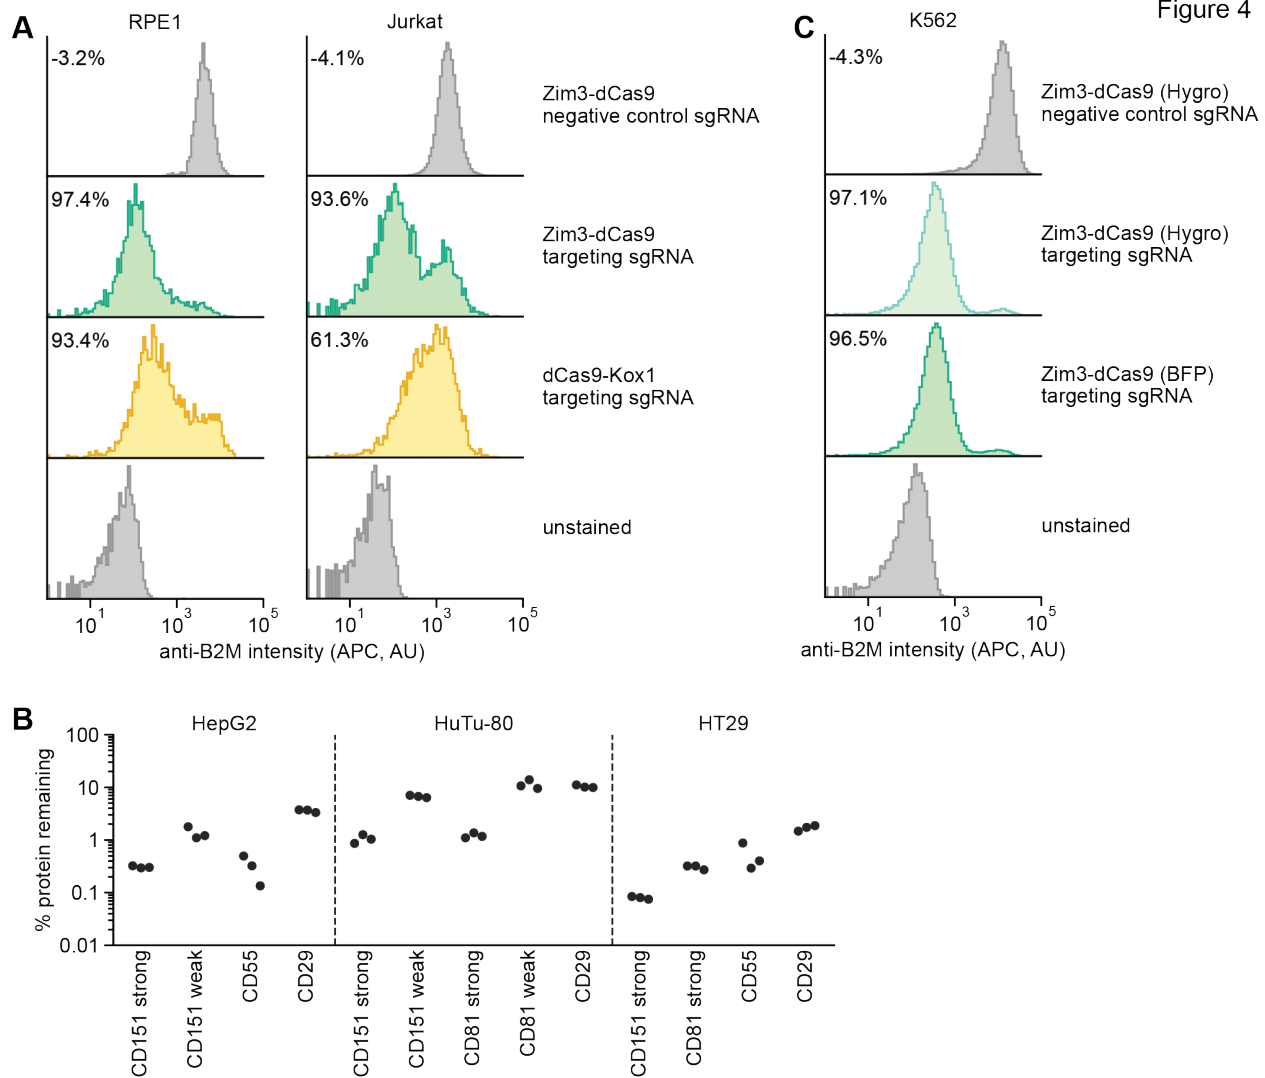 Figure 4
A
RPE1
Jurkat
-3.2%
-4.1%
Zim3-dCas9
negative control sgRNA
97.4%
93.6%
Zim3-dCas9
targeting sgRNA
93.4%
61.3%
dCas9-Kox1
targeting sgRNA
unstained
10^1 10^3 10^5
10^1 10^3 10^5
anti-B2M intensity (APC, AU)
C
K562
-4.3%
Zim3-dCas9 (Hygro)
negative control sgRNA
97.1%
Zim3-dCas9 (Hygro)
targeting sgRNA
96.5%
Zim3-dCas9 (BFP)
targeting sgRNA
unstained
10^1 10^3 10^5
anti-B2M intensity (APC, AU)
B
HepG2
HuTu-80
HT29
% protein remaining
100
10
1
0.1
0.01
CD151 strong
CD151 weak
CD55
CD29
CD151 strong
CD151 weak
CD81 strong
CD81 weak
CD29
CD151 strong
CD81 strong
CD55
CD29